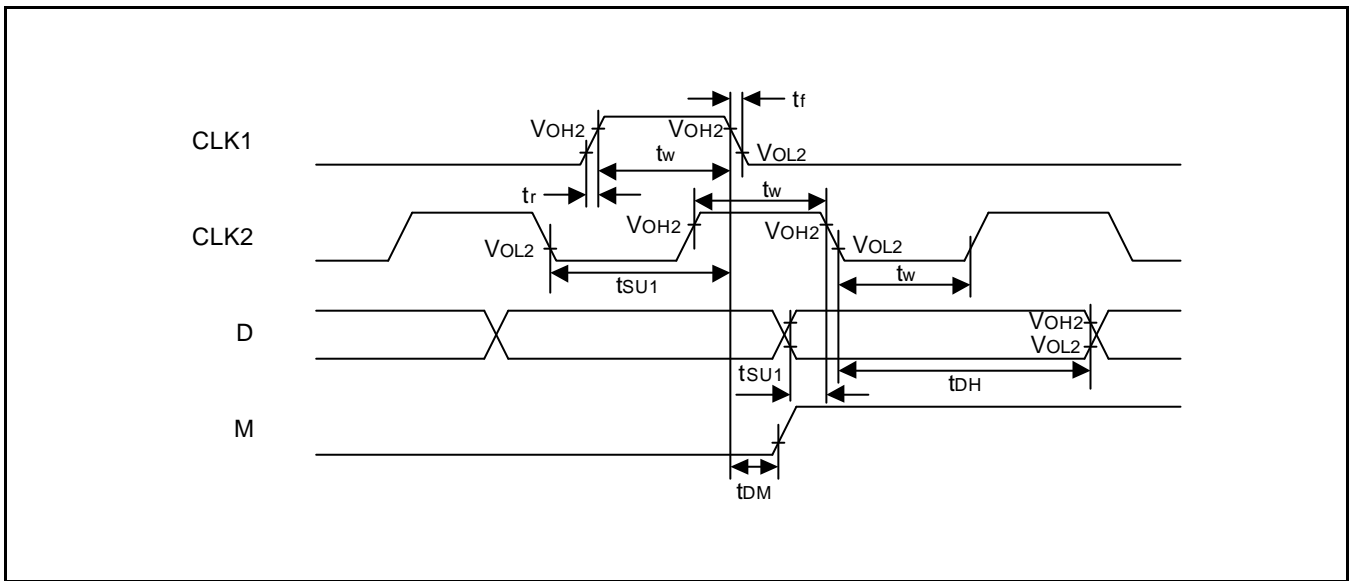 tf
CLK1
VOH2
VOH2
VOL2
tw
tr
tw
CLK2
VOH2
VOH2
VOL2
VOL2
tw
tSU1
D
VOH2
VOL2
tSU1
tDH
M
tDM